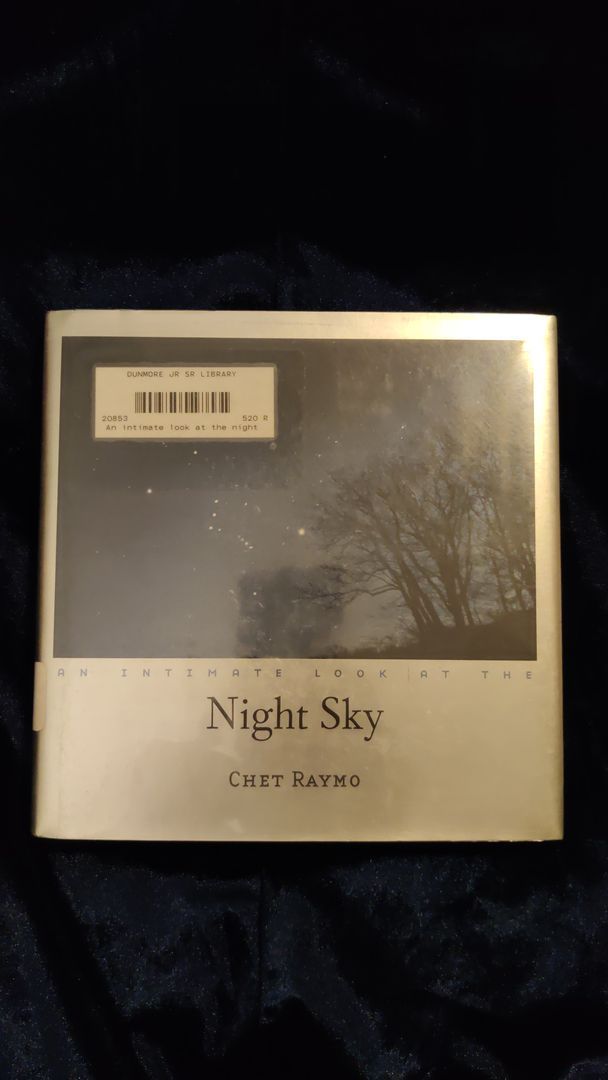 DUNMORE JR SR LIBRARY
20853 520 R
An intimate look at the night
AN INTIMATE LOOK AT THE
Night Sky
CHET RAYMO